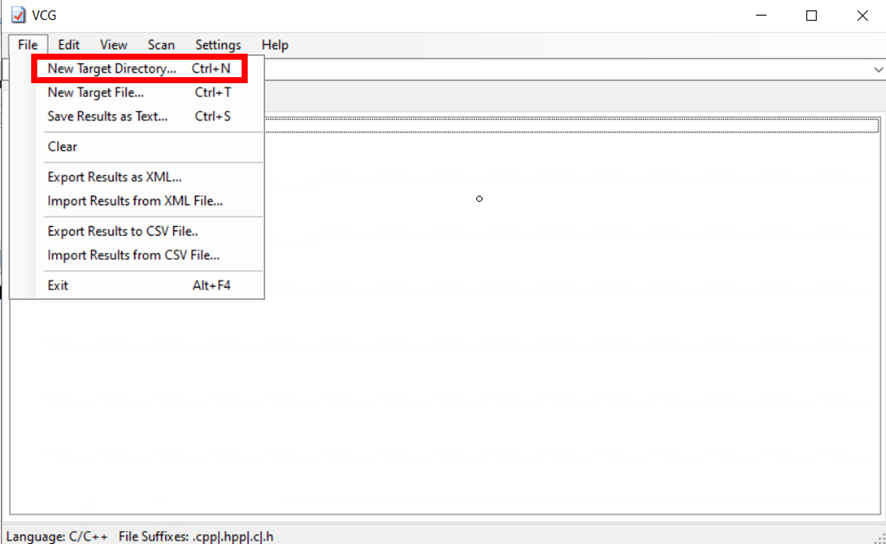 VCG
File Edit View Scan Settings Help
New Target Directory... Ctrl+N
New Target File... Ctrl+T
Save Results as Text... Ctrl+S
Clear
Export Results as XML...
Import Results from XML File...
Export Results to CSV File..
Import Results from CSV File...
Exit Alt+F4
Language: C/C++ File Suffixes: .cpp|.hpp|.c|.h